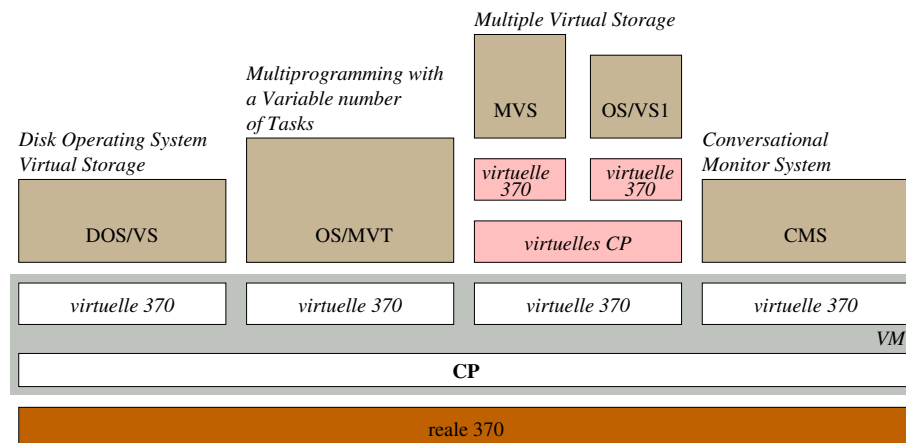 Multiple Virtual Storage
Multiprogramming with
a Variable number
of Tasks
MVS
OS/VS1
Disk Operating System
Virtual Storage
Conversational
Monitor System
virtuelle
370
virtuelle
370
DOS/VS
OS/MVT
virtuelles CP
CMS
virtuelle 370
virtuelle 370
virtuelle 370
virtuelle 370
VM
CP
reale 370